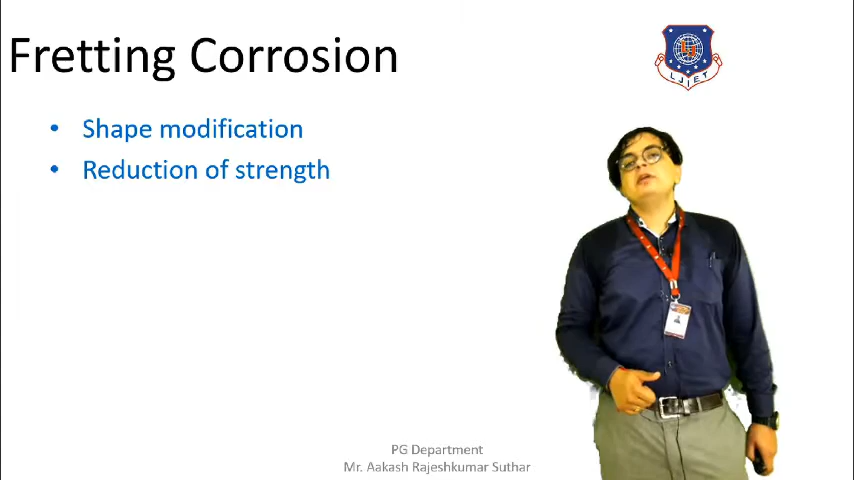 Fretting Corrosion
LJIET
• Shape modification
• Reduction of strength
PG Department
Mr. Aakash Rajeshkumar Suthar